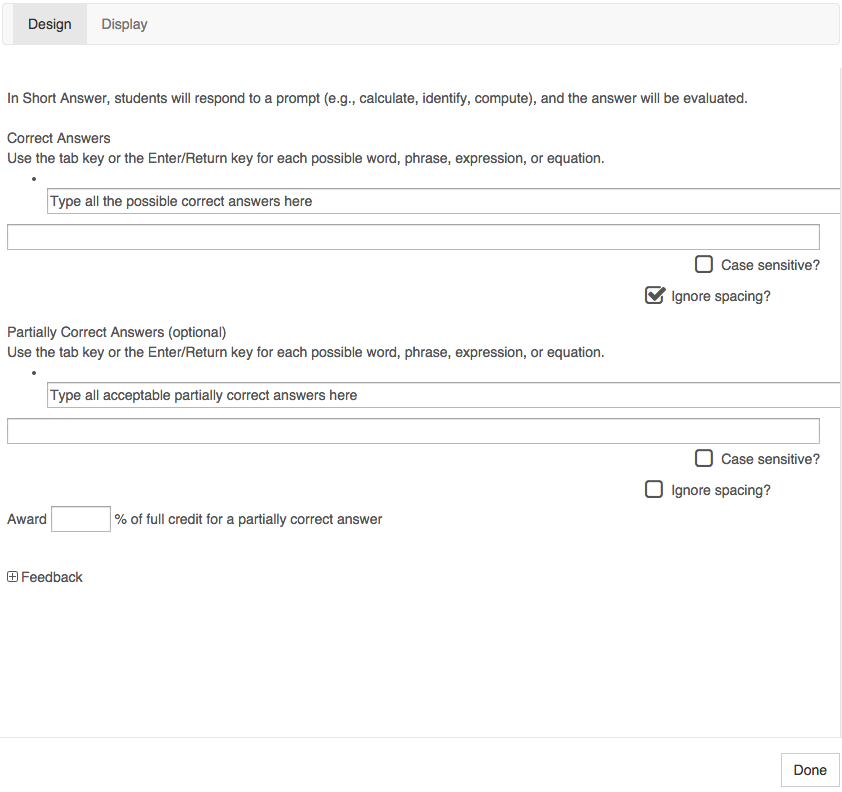 Design Display
In Short Answer, students will respond to a prompt (e.g., calculate, identify, compute), and the answer will be evaluated.
Correct Answers
Use the tab key or the Enter/Return key for each possible word, phrase, expression, or equation.
Type all the possible correct answers here
Case sensitive?
Ignore spacing?
Partially Correct Answers (optional)
Use the tab key or the Enter/Return key for each possible word, phrase, expression, or equation.
Type all acceptable partially correct answers here
Case sensitive?
Ignore spacing?
Award % of full credit for a partially correct answer
Feedback
Done